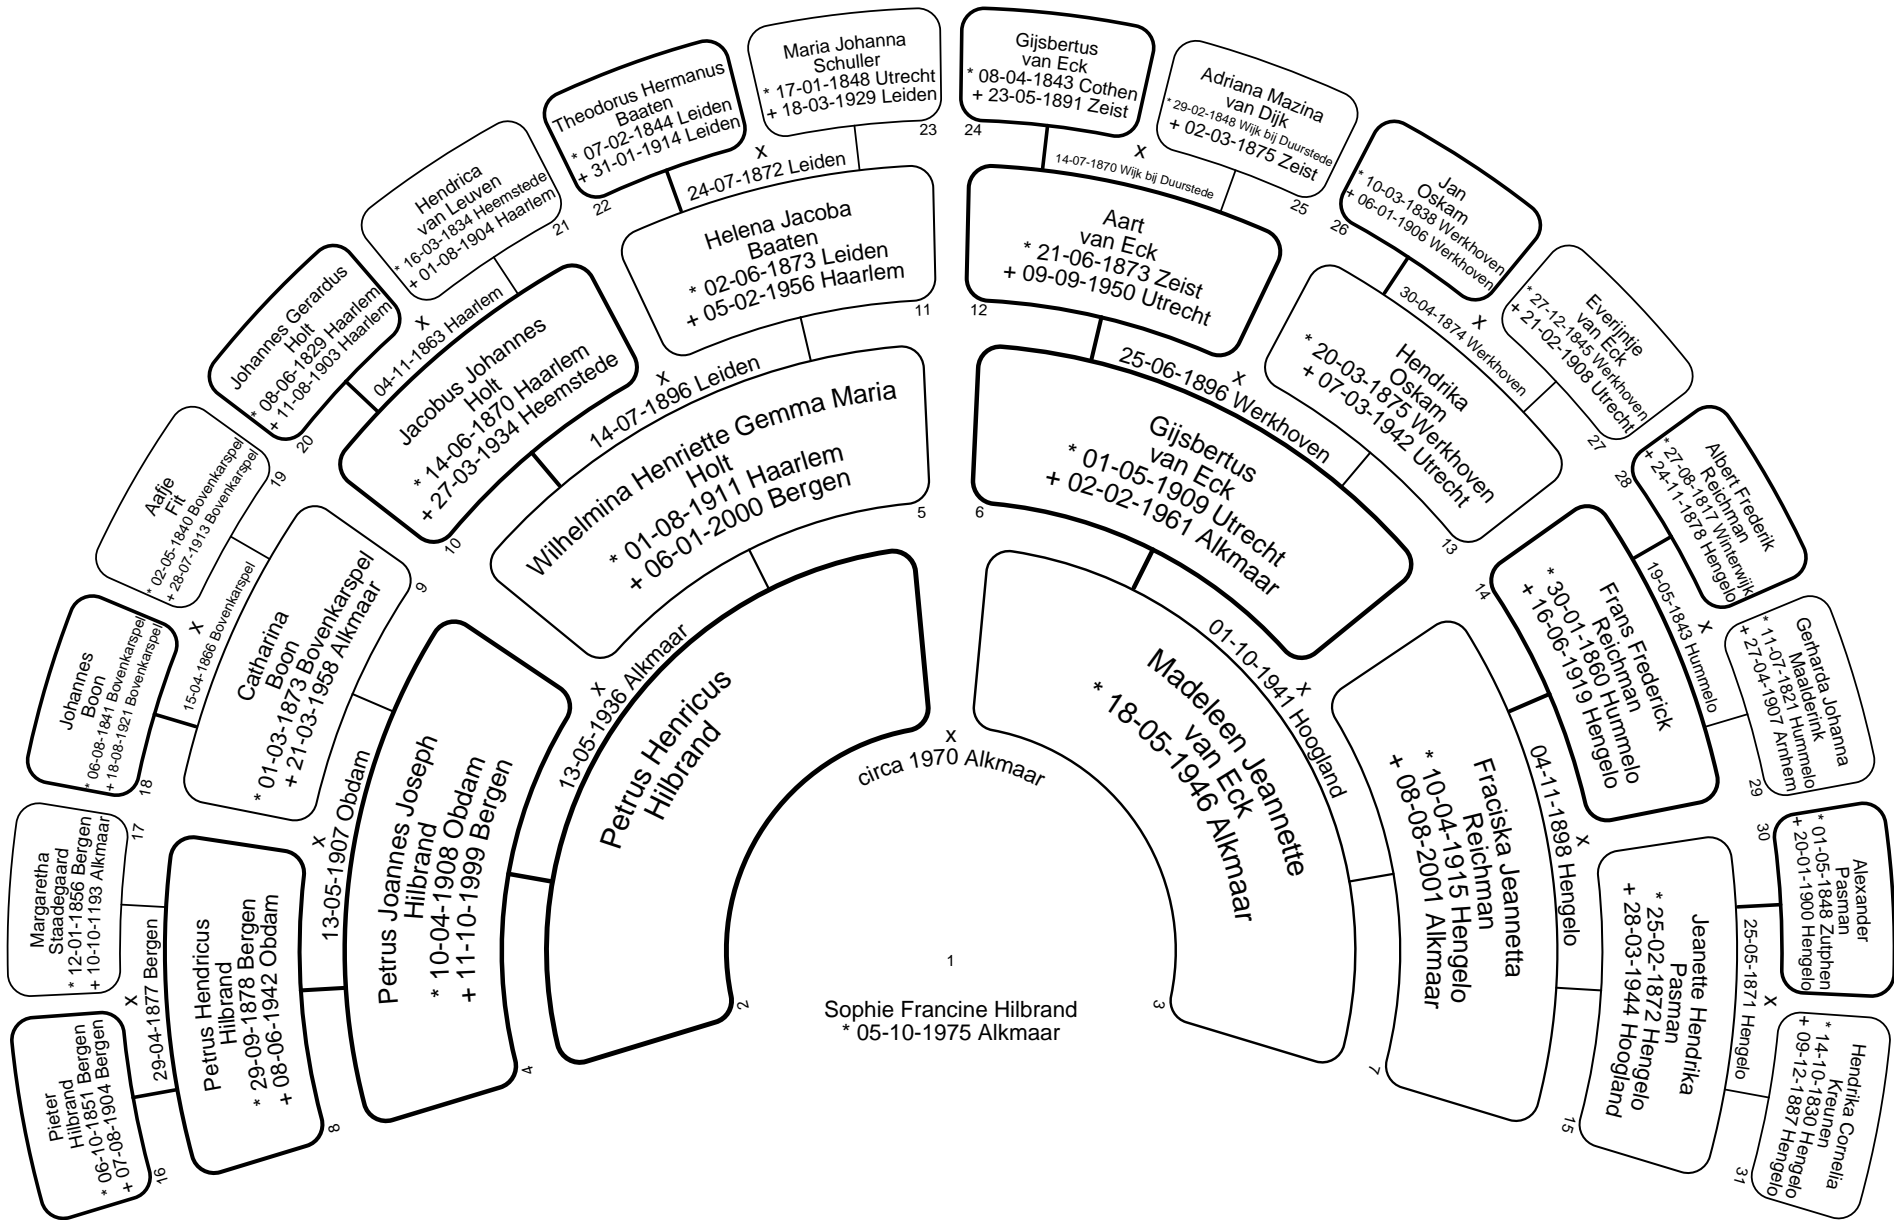 1
Sophie Francine Hilbrand
* 05-10-1975 Alkmaar
Petrus Henricus
Hilbrand
2
x
circa 1970 Alkmaar
Madeleen Jeannette
van Eck
* 18-05-1946 Alkmaar
3
Petrus Joannes Joseph
Hilbrand
* 10-04-1908 Obdam
+ 11-10-1999 Bergen
4
x
13-05-1936 Alkmaar
Wilhelmina Henriette Gemma Maria
Holt
* 01-08-1911 Haarlem
+ 06-01-2000 Bergen
5
Gijsbertus
van Eck
* 01-05-1909 Utrecht
+ 02-02-1961 Alkmaar
6
x
01-10-1941 Hoogland
Fraciska Jeannetta
Reichman
* 10-04-1915 Hengelo
+ 08-08-2001 Alkmaar
7
Petrus Hendricus
Hilbrand
* 29-09-1878 Bergen
+ 08-06-1942 Obdam
8
x
13-05-1907 Obdam
Catharina
Boon
* 01-03-1873 Bovenkarspel
+ 21-03-1958 Alkmaar
9
Jacobus Johannes
Holt
* 14-06-1870 Haarlem
+ 27-03-1934 Heemstede
10
x
14-07-1896 Leiden
Helena Jacoba
Baaten
* 02-06-1873 Leiden
+ 05-02-1956 Haarlem
11
Aart
van Eck
* 21-06-1873 Zeist
+ 09-09-1950 Utrecht
12
x
25-06-1896 Werkhoven
Hendrika
Oskam
* 20-03-1875 Werkhoven
+ 07-03-1942 Utrecht
13
Frans Frederick
Reichman
* 30-01-1860 Hummelo
+ 16-06-1919 Hengelo
14
x
04-11-1898 Hengelo
Jeanette Hendrika
Pasman
* 25-02-1872 Hengelo
+ 28-03-1944 Hoogland
15
Pieter
Hilbrand
* 06-10-1851 Bergen
+ 07-08-1904 Bergen
16
x
29-04-1877 Bergen
Margaretha
Staadegaard
* 12-01-1856 Bergen
+ 10-10-1193 Alkmaar
17
Johannes
Boon
* 06-08-1841 Bovenkarspel
+ 18-08-1921 Bovenkarspel
18
x
15-04-1866 Bovenkarspel
Aafje
Fit
* 02-05-1840 Bovenkarspel
+ 28-07-1913 Bovenkarspel
19
Johannes Gerardus
Holt
* 08-06-1829 Haarlem
+ 11-08-1903 Haarlem
20
x
04-11-1863 Haarlem
Hendrica
van Leuven
* 16-03-1834 Heemstede
+ 01-08-1904 Haarlem
21
Theodorus Hermanus
Baaten
* 07-02-1844 Leiden
+ 31-01-1914 Leiden
22
x
24-07-1872 Leiden
Maria Johanna
Schuller
* 17-01-1848 Utrecht
+ 18-03-1929 Leiden
23
Gijsbertus
van Eck
* 08-04-1843 Cothen
+ 23-05-1891 Zeist
24
x
14-07-1870 Wijk bij Duurstede
Adriana Mazina
van Dijk
* 29-02-1848 Wijk bij Duurstede
+ 02-03-1875 Zeist
25
Jan
Oskam
* 10-03-1838 Werkhoven
+ 06-01-1906 Werkhoven
26
x
30-04-1874 Werkhoven
Everijntje
van Eck
* 27-12-1845 Werkhoven
+ 21-02-1908 Utrecht
27
Albert Frederik
Reichman
* 27-08-1817 Winterwijk
+ 24-11-1878 Hengelo
28
x
19-05-1843 Hummelo
Gerharda Johanna
Maalderink
* 11-07-1821 Hummelo
+ 27-04-1907 Arnhem
29
Alexander
Pasman
* 01-05-1848 Zutphen
+ 20-01-1900 Hengelo
30
x
25-05-1871 Hengelo
Hendrika Cornelia
Kreunen
* 14-10-1830 Hengelo
+ 09-12-1887 Hengelo
31